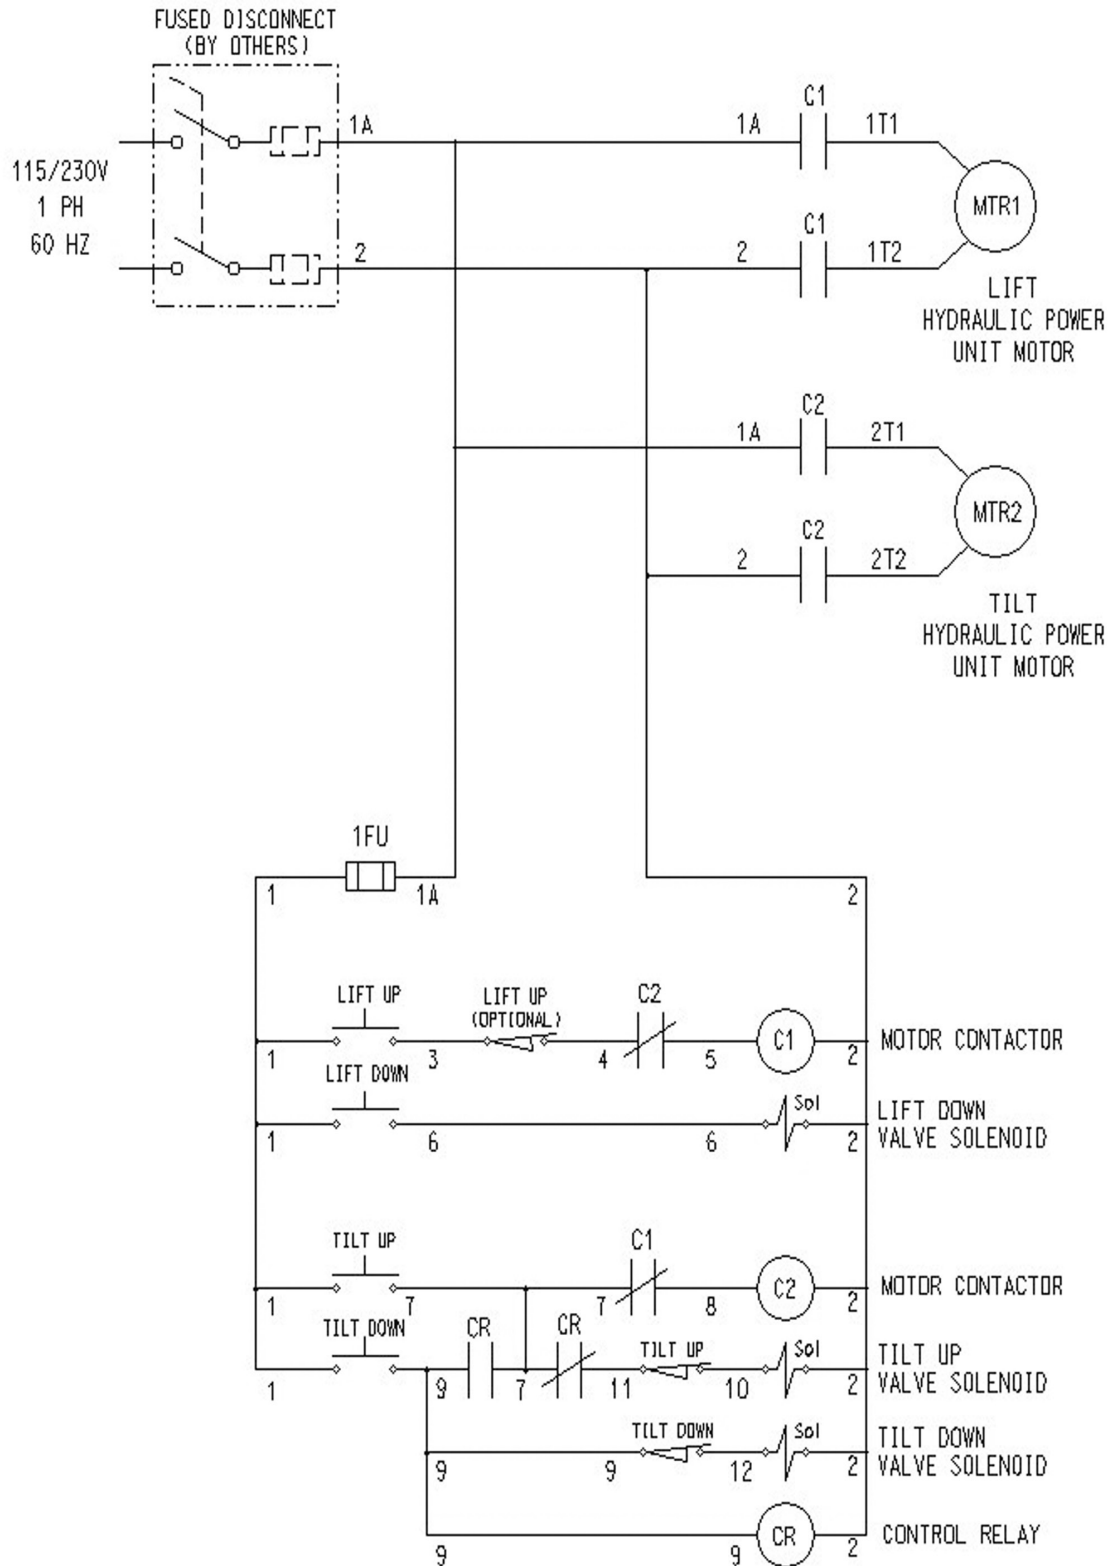 FUSED DISCONNECT
(BY OTHERS)
C1
1A
1A
1T1
115/230V
1 PH
60 HZ
MTR1
C1
2
2
1T2
LIFT
HYDRAULIC POWER
UNIT MOTOR
C2
1A
2T1
MTR2
C2
2
2T2
TILT
HYDRAULIC POWER
UNIT MOTOR
1FU
1
1A
2
LIFT UP
LIFT UP
(OPTIONAL)
C2
C1
MOTOR CONTACTOR
1
3
4
5
2
LIFT DOWN
Sol
LIFT DOWN
VALVE SOLENOID
1
6
6
2
TILT UP
C1
C2
MOTOR CONTACTOR
1
7
7
8
2
TILT DOWN
CR
CR
TILT UP
Sol
TILT UP
VALVE SOLENOID
1
9
7
11
10
2
TILT DOWN
Sol
TILT DOWN
VALVE SOLENOID
9
9
12
2
CR
CONTROL RELAY
9
9
2